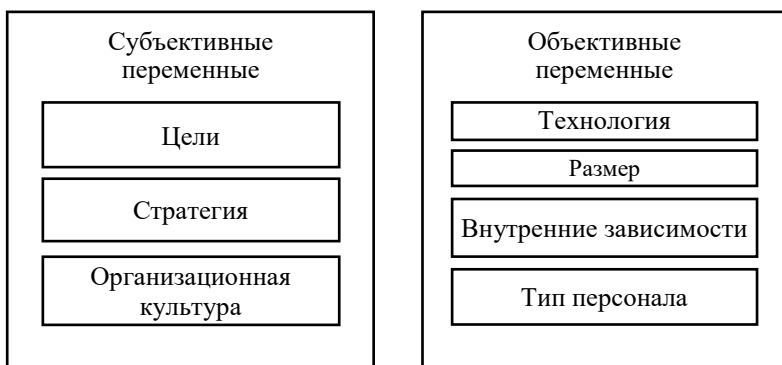 Субъективные
переменные
Цели
Стратегия
Организационная
культура
Объективные
переменные
Технология
Размер
Внутренние зависимости
Тип персонала